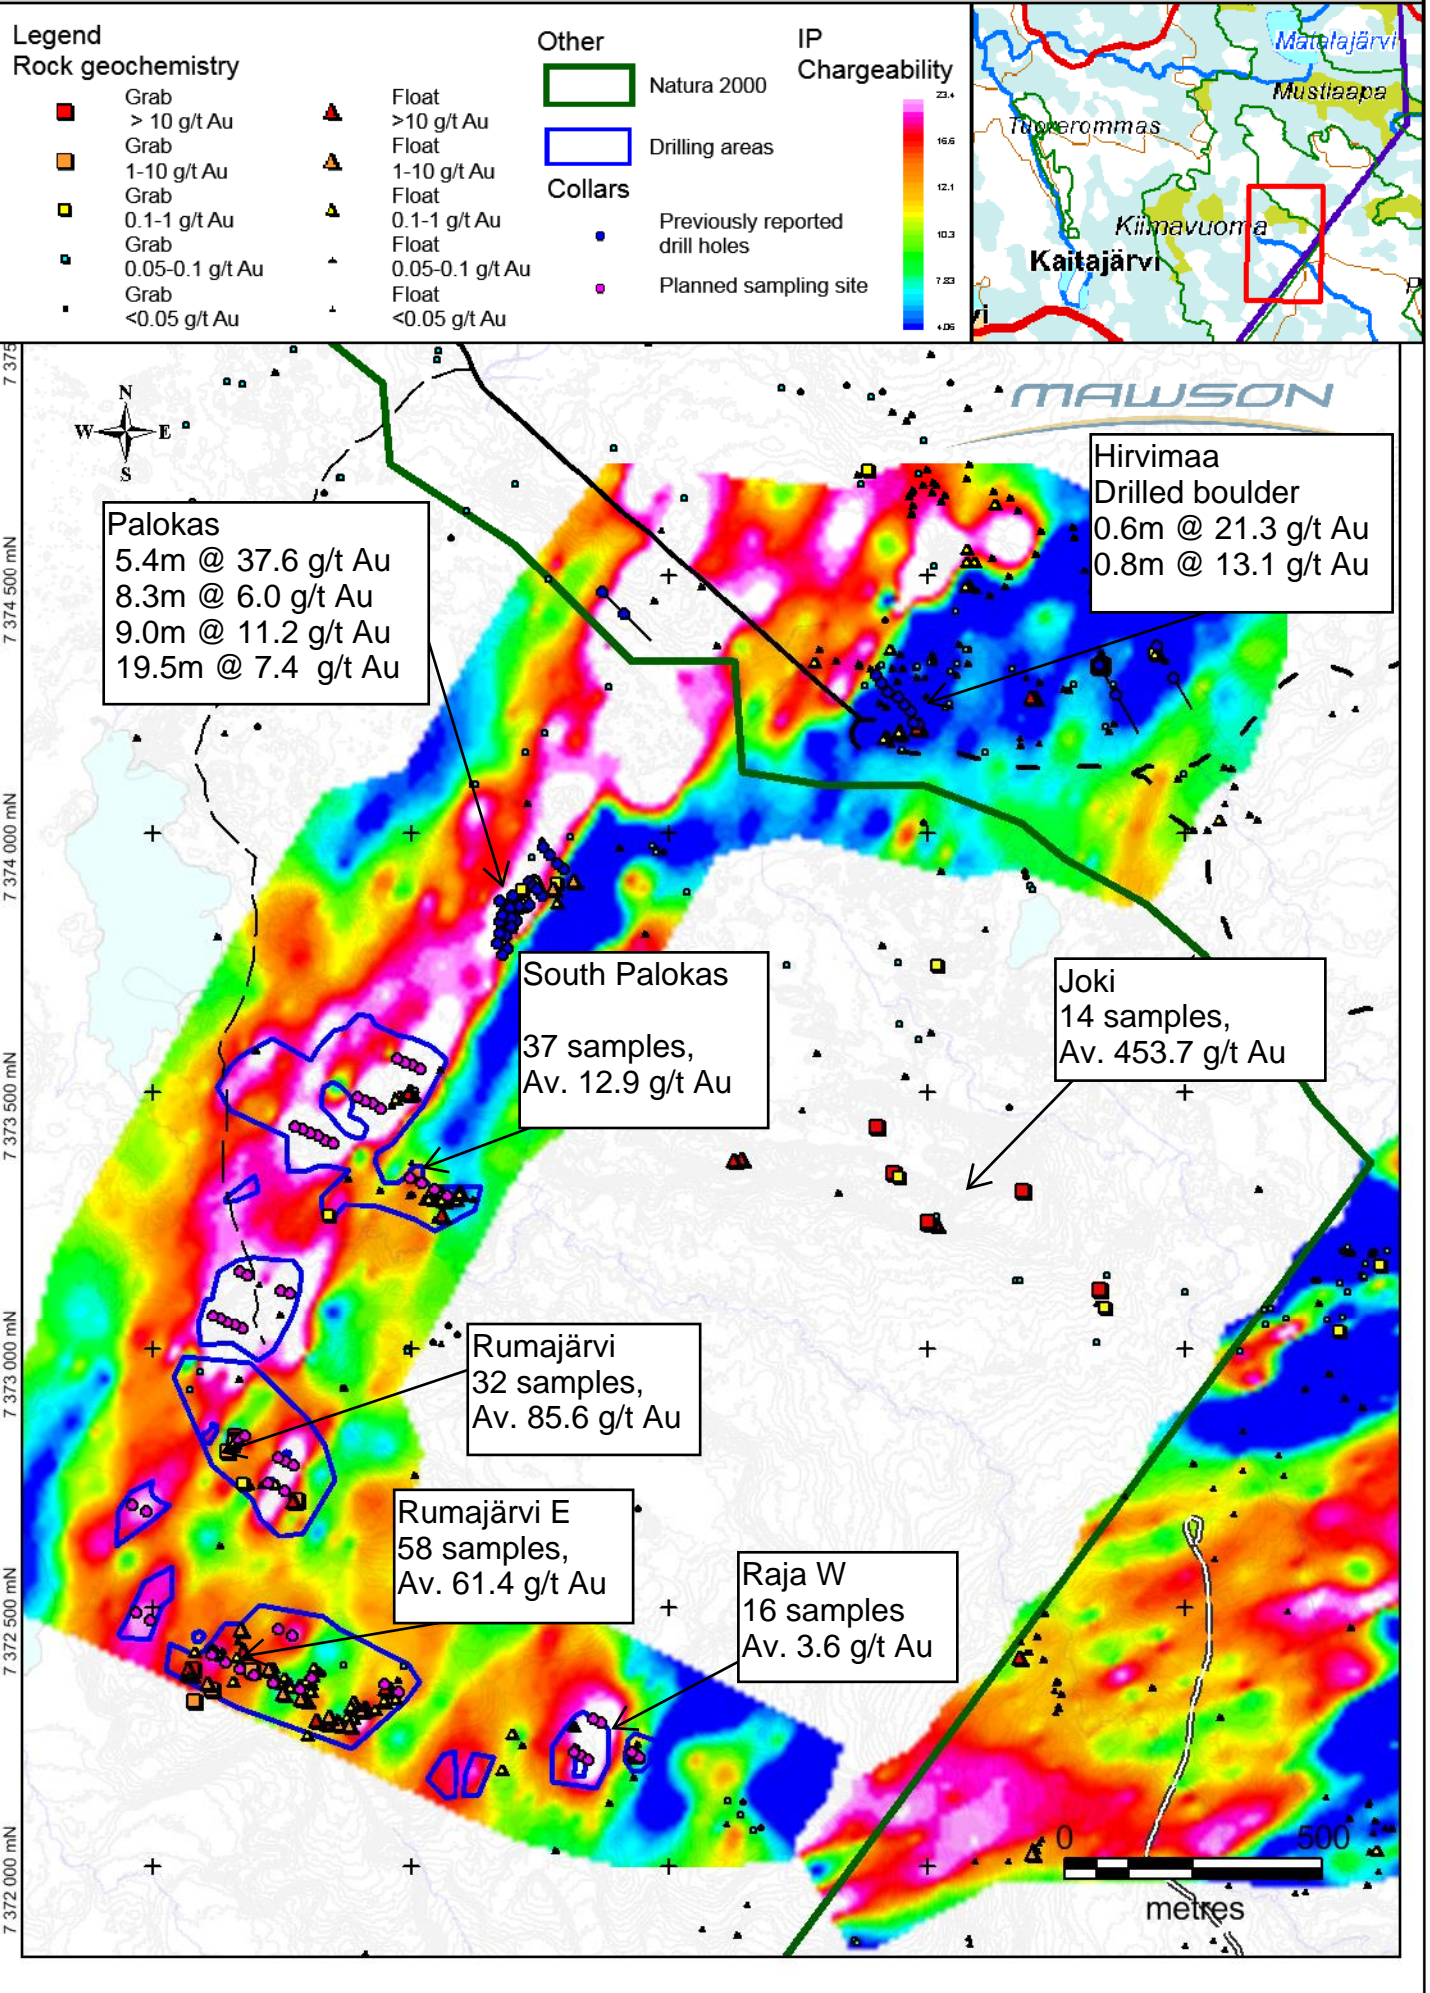 Legend
Rock geochemistry
Grab
> 10 g/t Au
Grab
1-10 g/t Au
Grab
0.1-1 g/t Au
Grab
0.05-0.1 g/t Au
Grab
<0.05 g/t Au
Float
>10 g/t Au
Float
1-10 g/t Au
Float
0.1-1 g/t Au
Float
0.05-0.1 g/t Au
Float
<0.05 g/t Au
Other
Natura 2000
Drilling areas
Collars
Previously reported
drill holes
Planned sampling site
IP
Chargeability
23.4
16.6
12.1
10.3
7.83
4.06
Matalajärvi
Mustiaapa
Kiimavuoma
Kaitajärvi
N
W E
S
MAWSON
Hirvimaa
Drilled boulder
0.6m @ 21.3 g/t Au
0.8m @ 13.1 g/t Au
Palokas
5.4m @ 37.6 g/t Au
8.3m @ 6.0 g/t Au
9.0m @ 11.2 g/t Au
19.5m @ 7.4 g/t Au
South Palokas
37 samples,
Av. 12.9 g/t Au
Joki
14 samples,
Av. 453.7 g/t Au
Rumajärvi
32 samples,
Av. 85.6 g/t Au
Rumajärvi E
58 samples,
Av. 61.4 g/t Au
Raja W
16 samples
Av. 3.6 g/t Au
7 375
7 374 500 mN
7 374 000 mN
7 373 500 mN
7 373 000 mN
7 372 500 mN
7 372 000 mN
0 500
metres